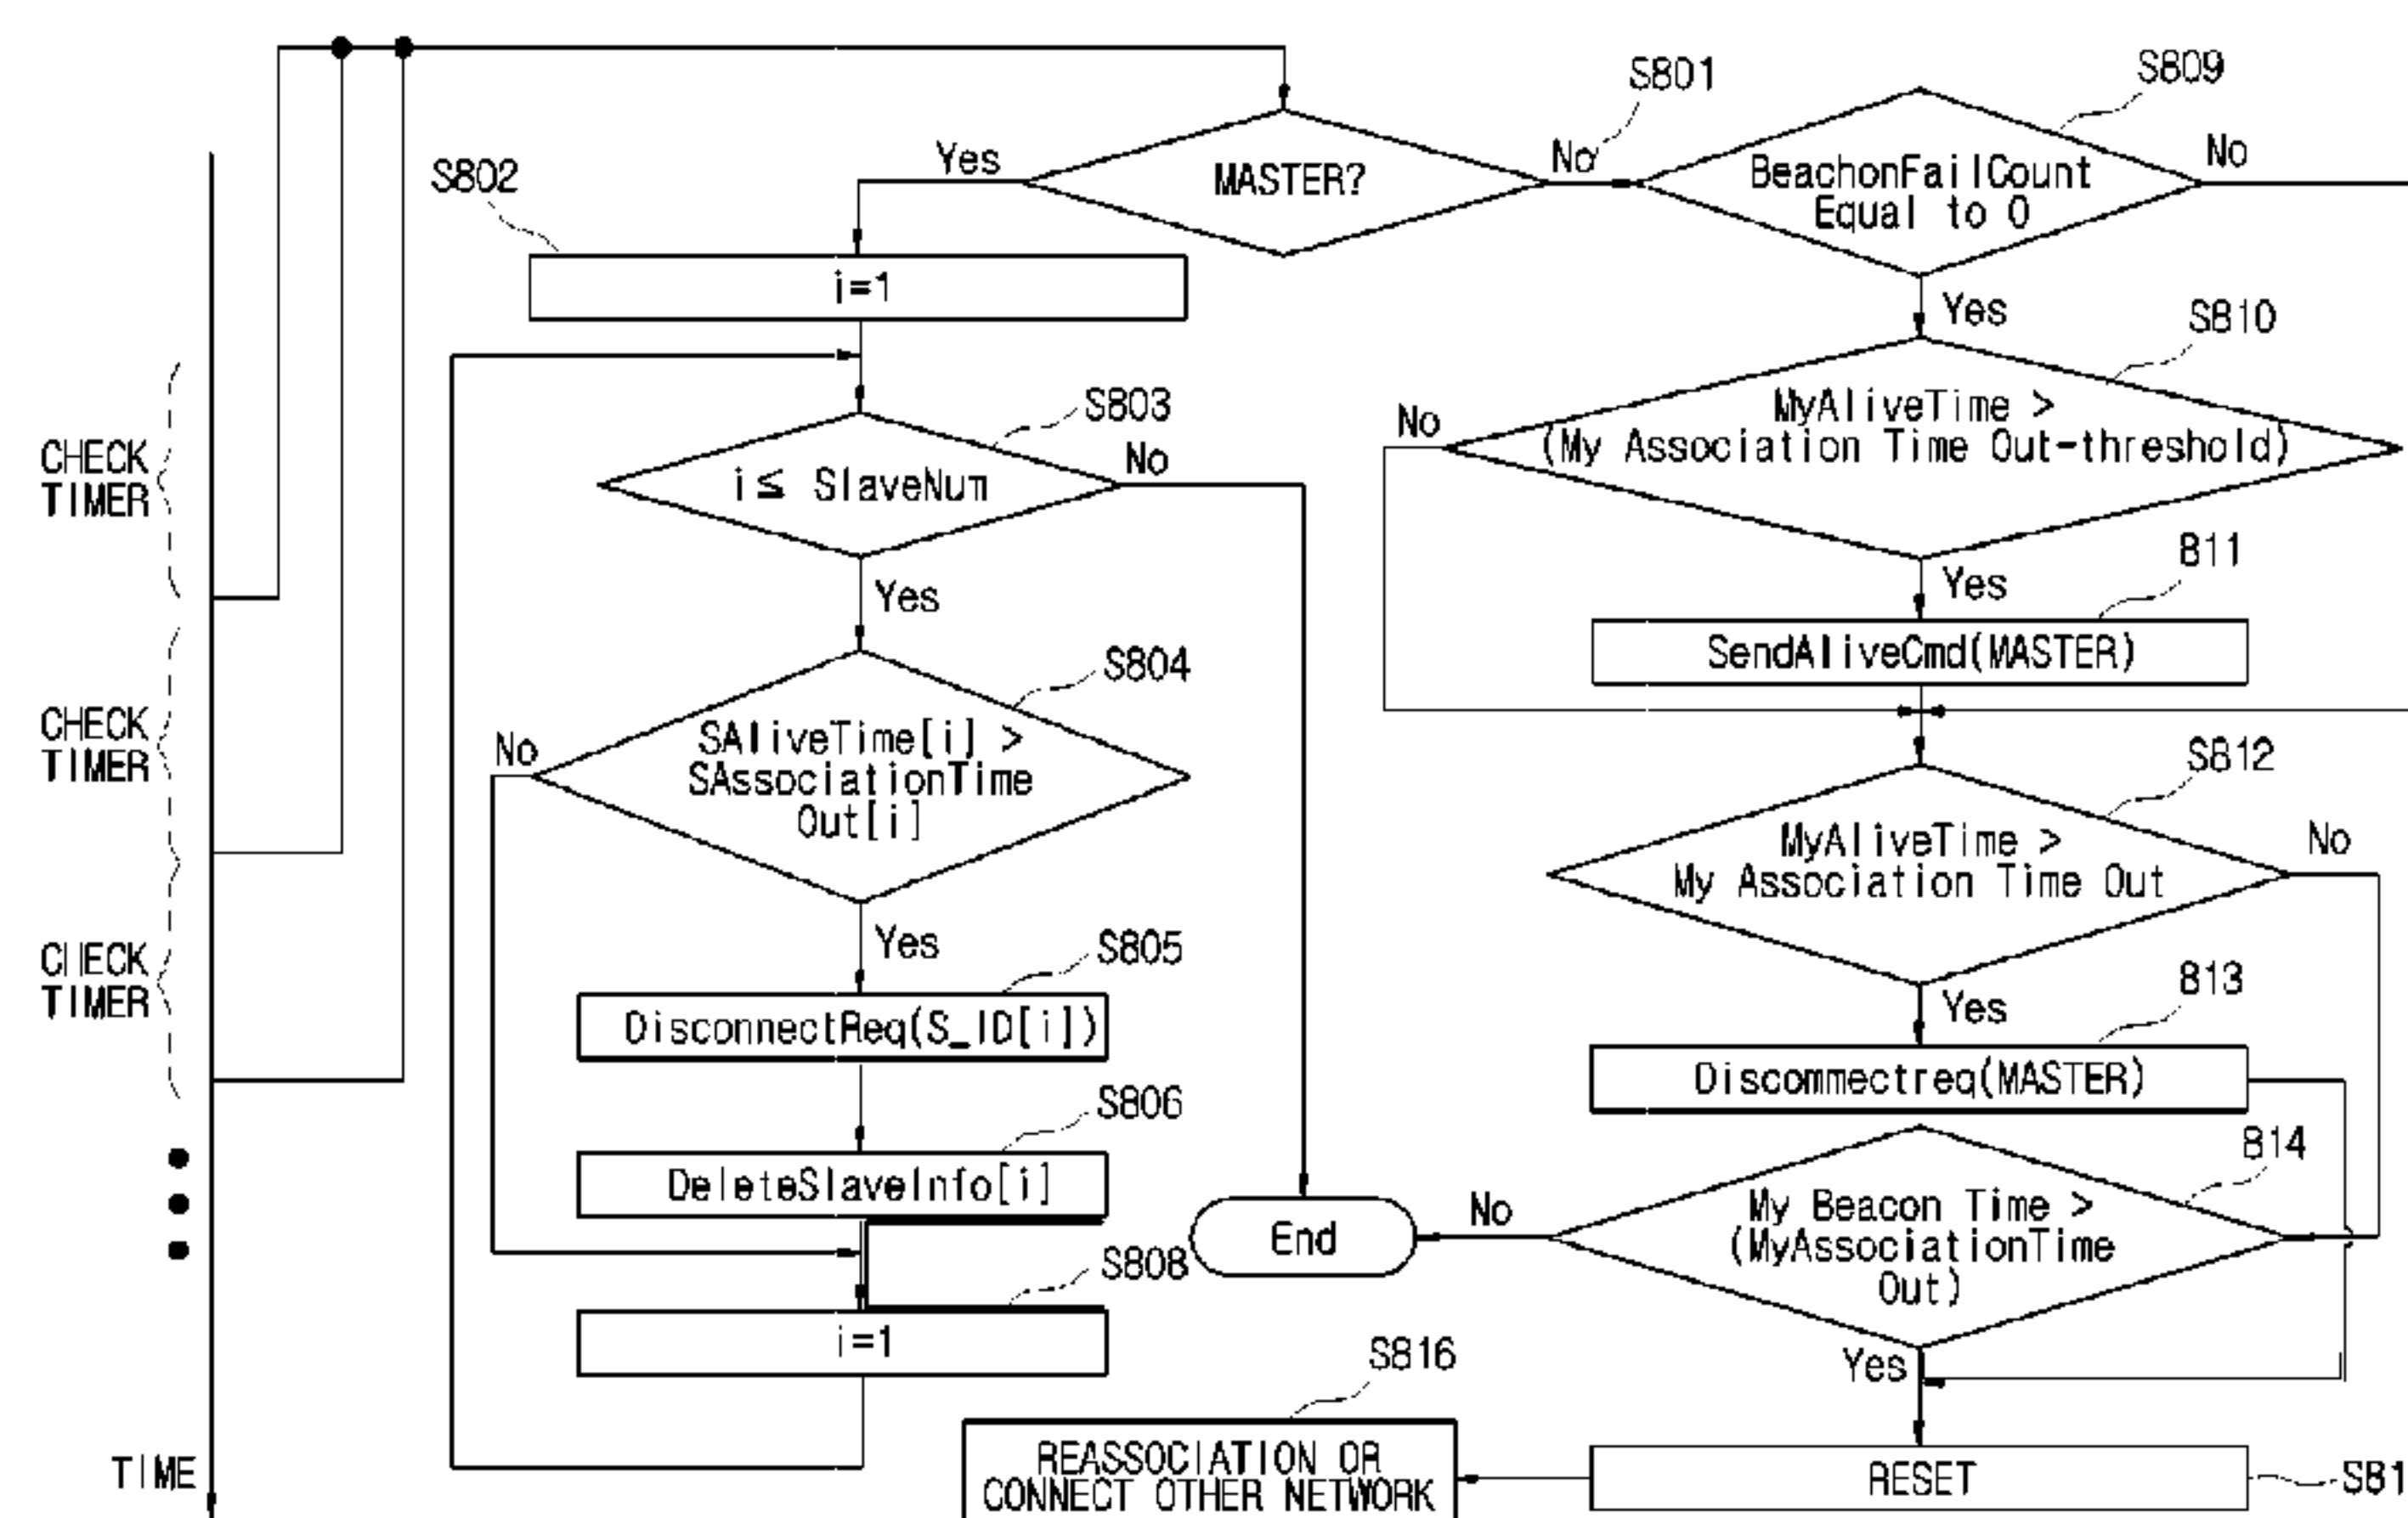 S801
S809
Yes
MASTER?
No
BeachonFailCount
Equal to 0
No
S802
i=1
Yes
S810
S803
i≤ SlaveNum
No
No
MyAliveTime >
(My Association Time Out-threshold)
Yes
Yes
811
SendAliveCmd(MASTER)
CHECK
TIMER
S804
No
SAliveTime[i] >
SAssociationTime
Out[i]
CHECK
TIMER
S812
MyAliveTime >
My Association Time Out
No
Yes
S805
DisconnectReq(S_ID[i])
CHECK
TIMER
Yes
813
Discommectreq(MASTER)
S806
DeleteSlaveInfo[i]
814
End
No
My Beacon Time >
(MyAssociationTime
Out)
S808
i=1
Yes
S816
REASSOCIATION OR
CONNECT OTHER NETWORK
RESET
S81
TIME